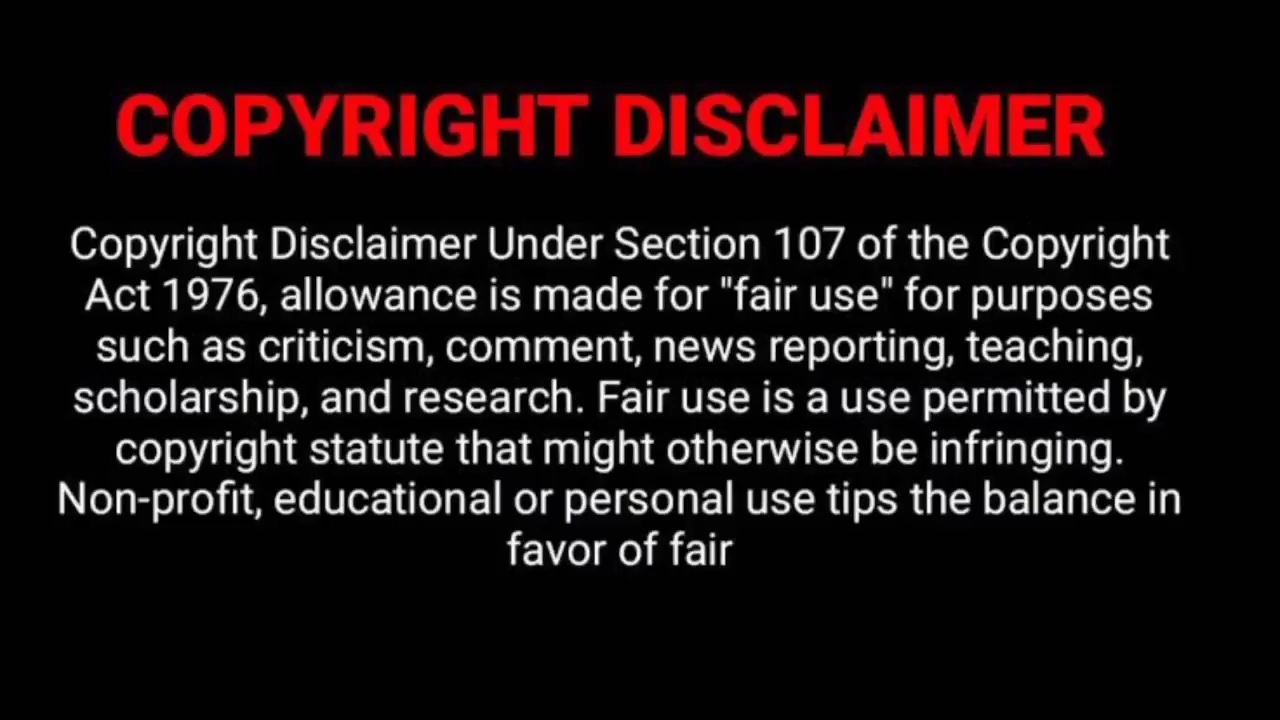 COPYRIGHT DISCLAIMER
Copyright Disclaimer Under Section 107 of the Copyright
Act 1976, allowance is made for "fair use" for purposes
such as criticism, comment, news reporting, teaching,
scholarship, and research. Fair use is a use permitted by
copyright statute that might otherwise be infringing.
Non-profit, educational or personal use tips the balance in
favor of fair